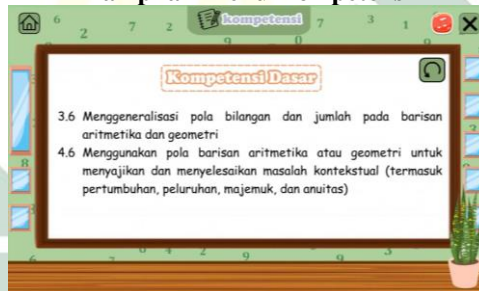 kompetensi
Kompetensi Dasar
3.6 Menggeneralisasi pola bilangan dan jumlah pada barisan
aritmetika dan geometri
4.6 Menggunakan pola barisan aritmetika atau geometri untuk
menyajikan dan menyelesaikan masalah kontekstual (termasuk
pertumbuhan, peluruhan, majemuk, dan anuitas)